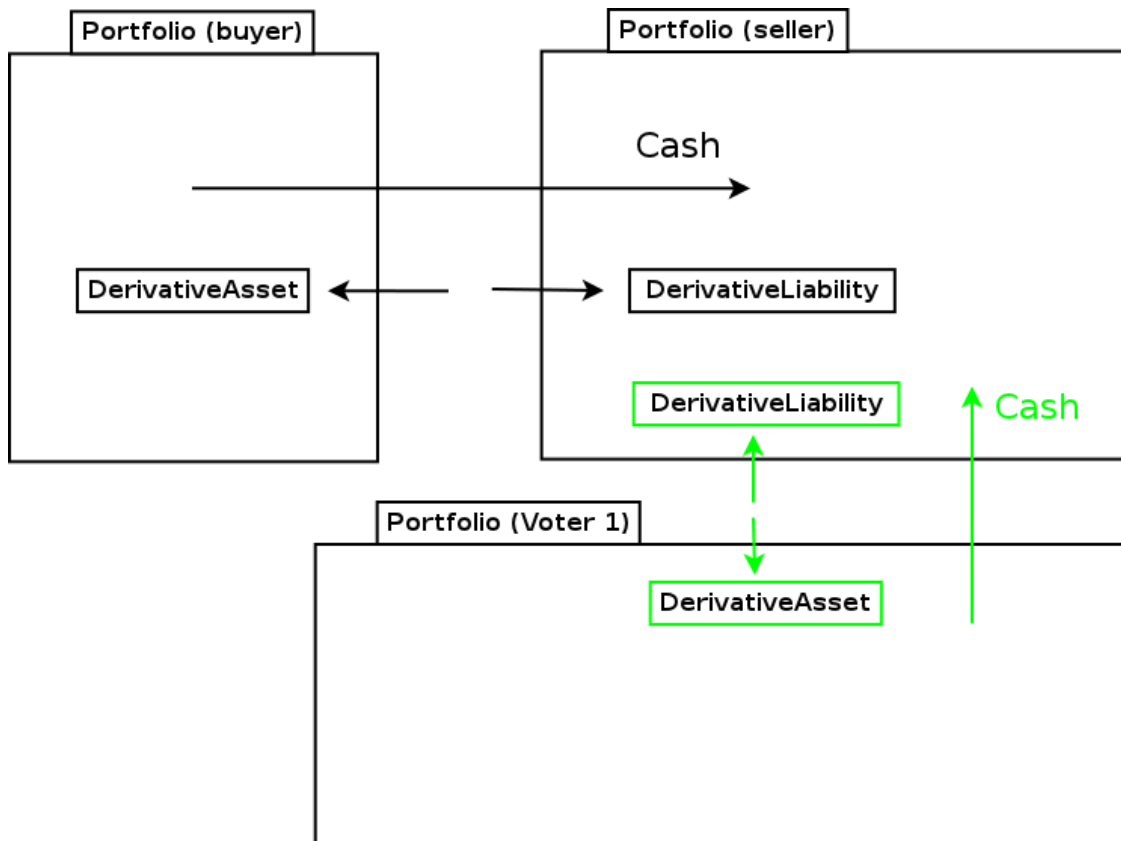 Portfolio (buyer)
Portfolio (seller)
Cash
DerivativeAsset
DerivativeLiability
DerivativeLiability
Cash
Portfolio (Voter 1)
DerivativeAsset